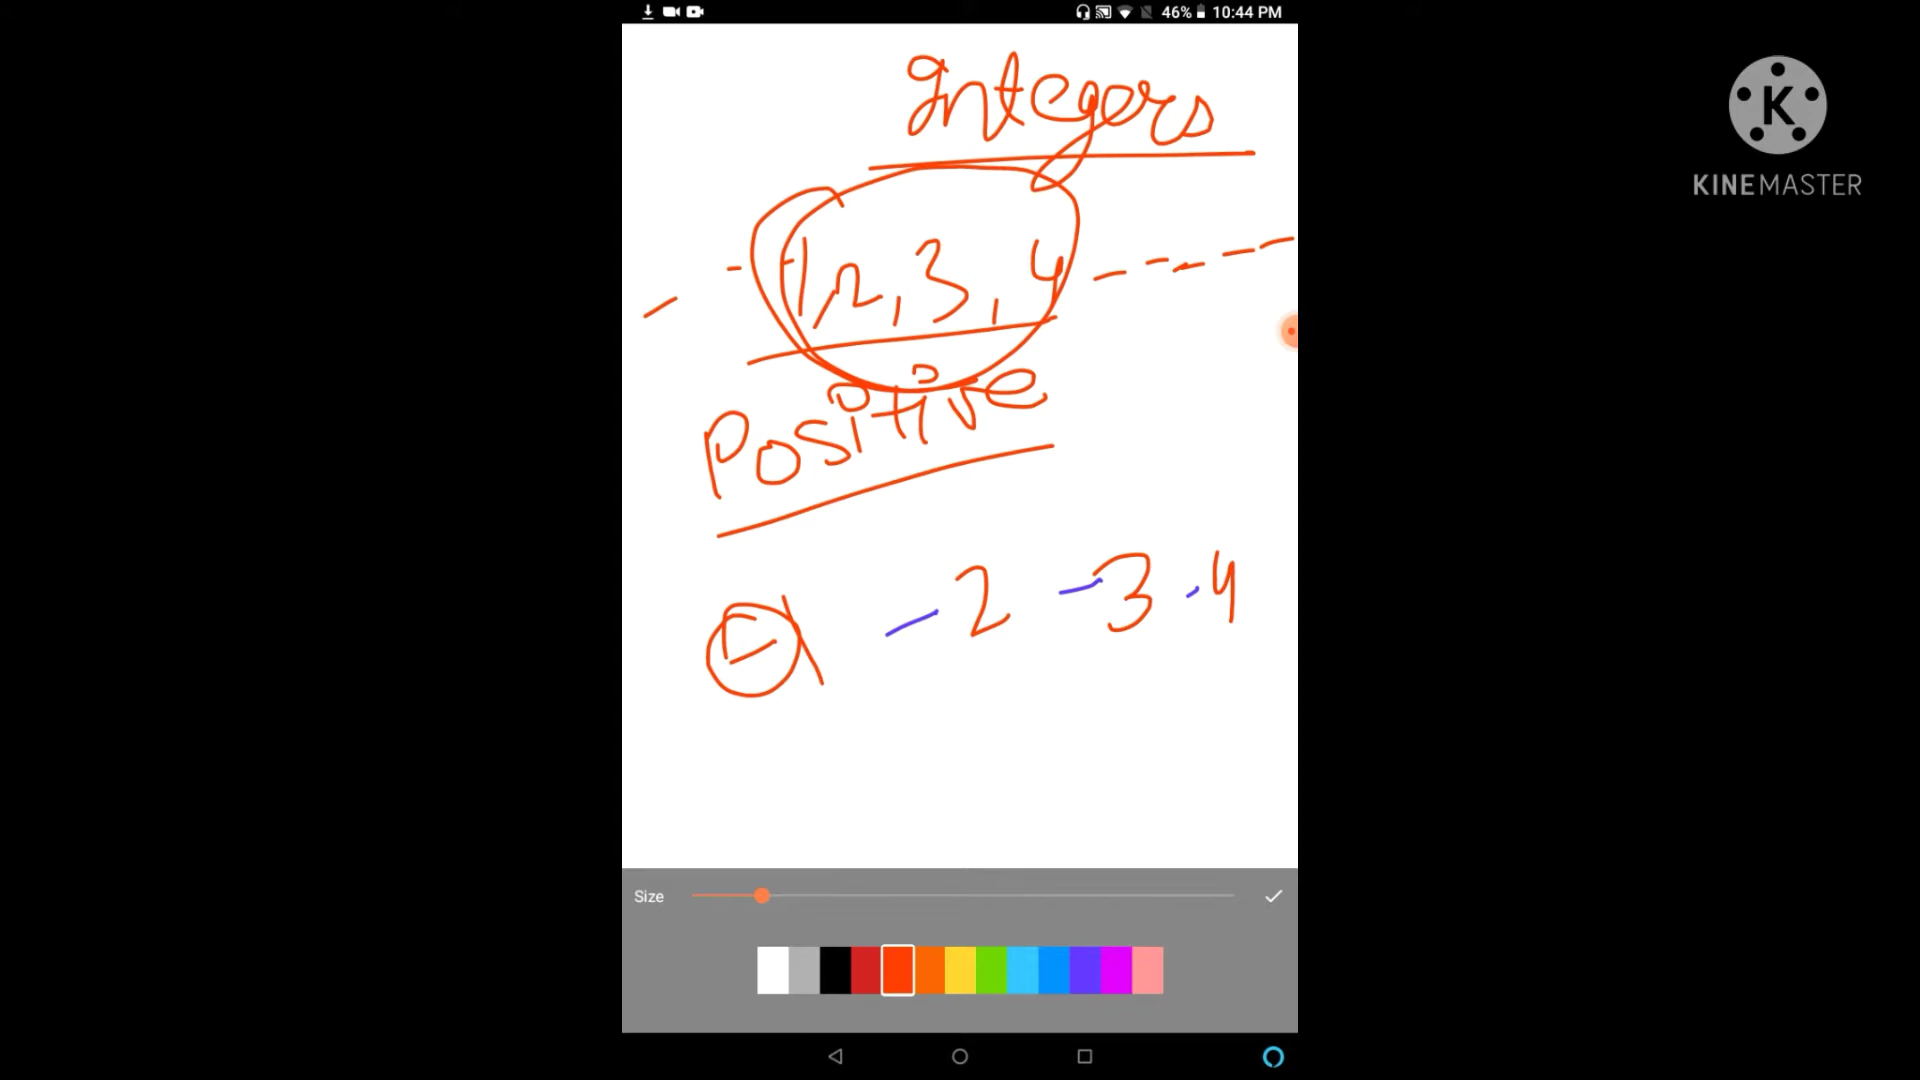 46% 10:44 PM
Integers
- - 1, 2, 3, 4 - - - - -
Positive
-1 -2 -3 -4
Size
K
KINEMASTER